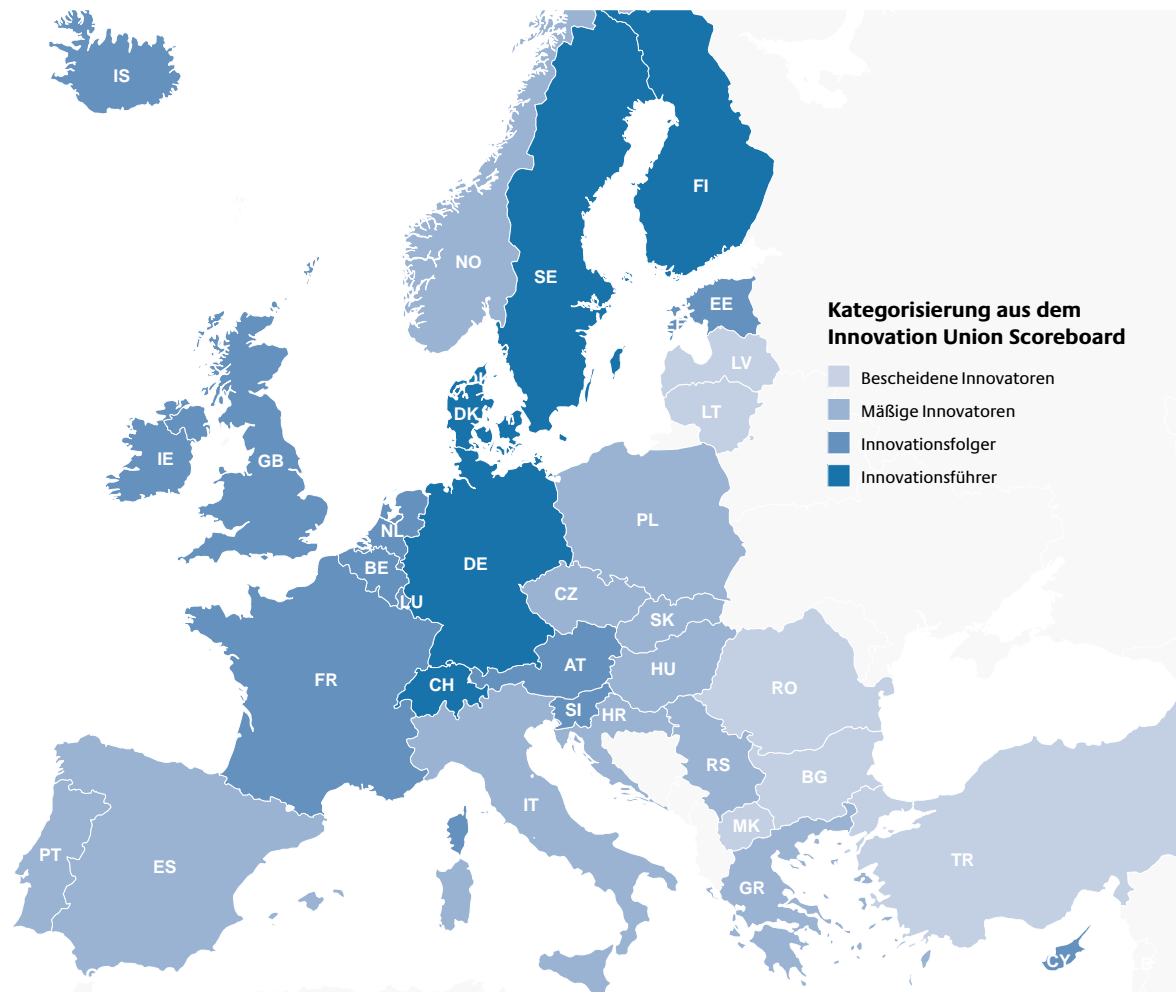 IS
FI
NO
SE
EE
Kategorisierung aus dem
Innovation Union Scoreboard
Bescheidene Innovatoren
Mäßige Innovatoren
Innovationsfolger
Innovationsführer
LV
LT
DK
IE
GB
NL
PL
BE
DE
LU
CZ
SK
AT
HU
FR
CH
RO
SI
HR
RS
BG
IT
MK
PT
ES
TR
GR
CY